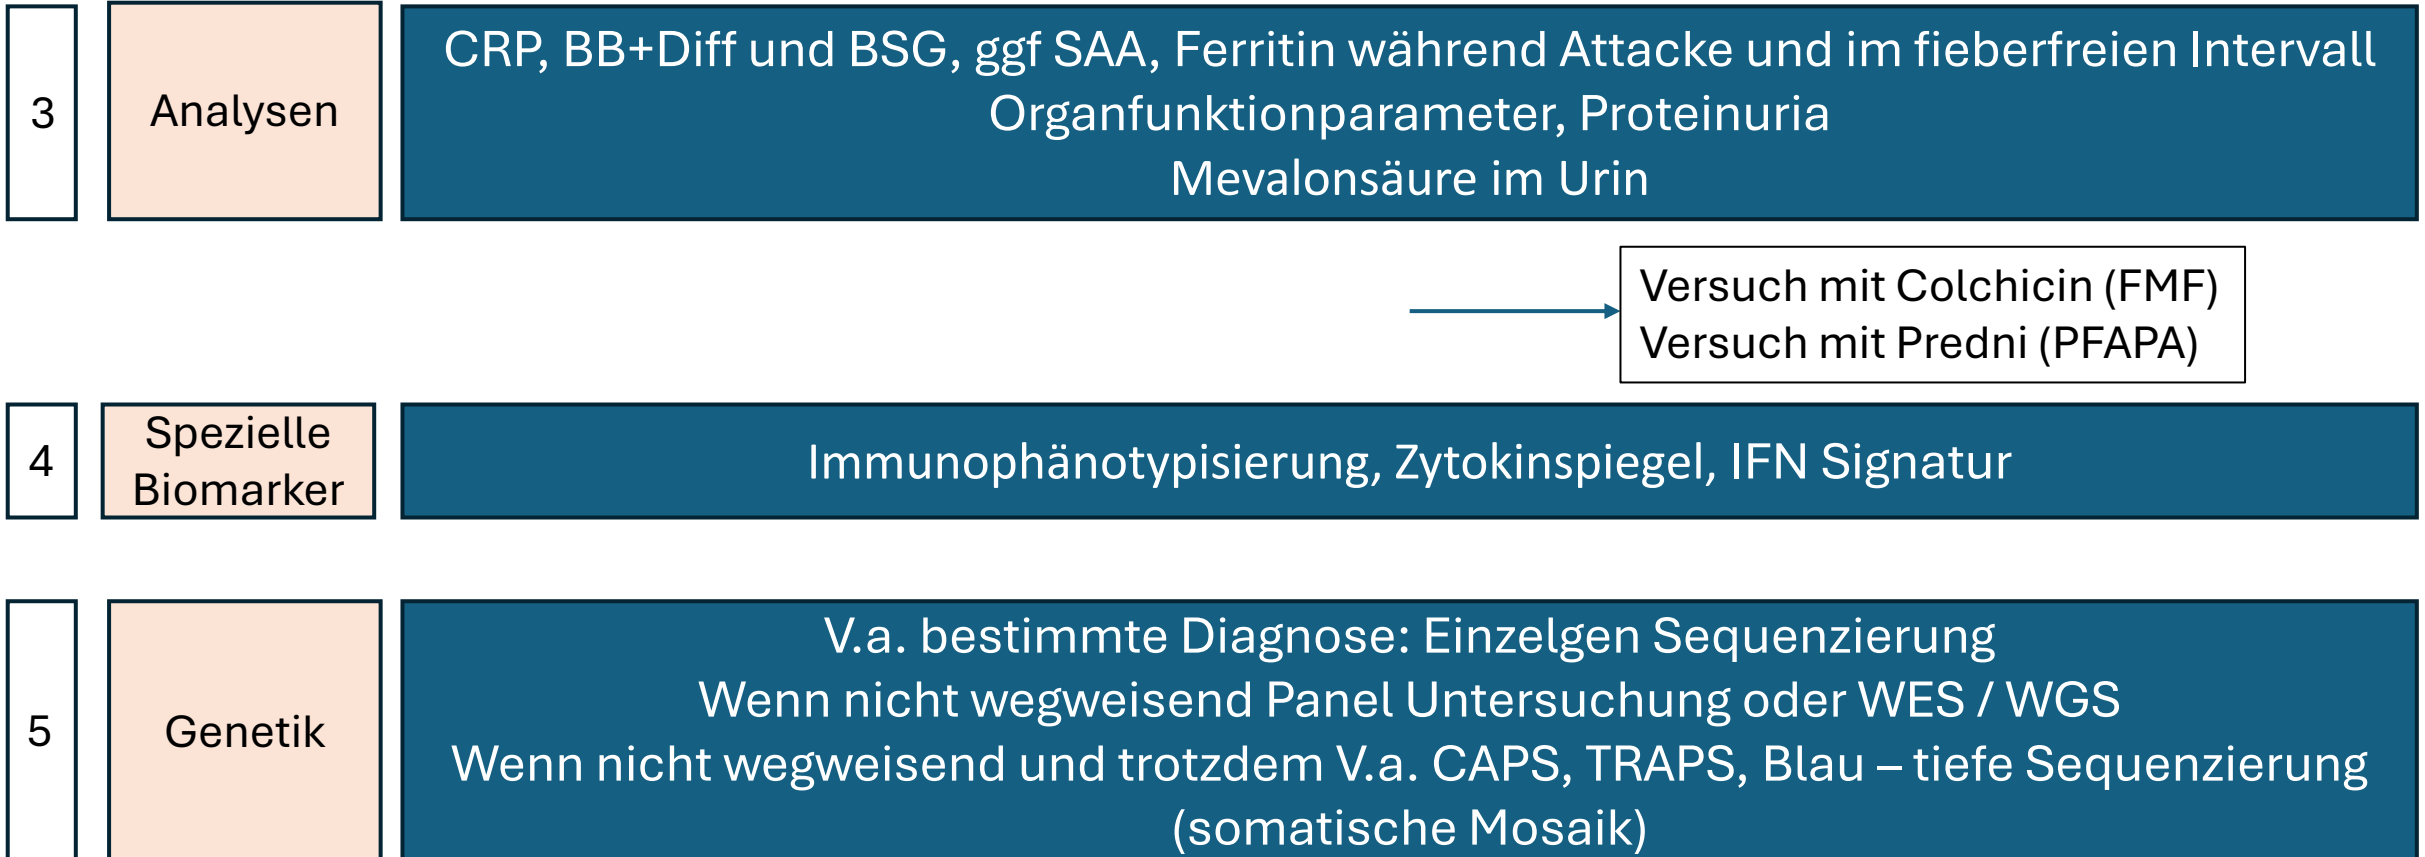 3
Analysen
CRP, BB+Diff und BSG, ggf SAA, Ferritin während Attacke und im fieberfreien Intervall
Organfunktionparameter, Proteinuria
Mevalonsäure im Urin
Versuch mit Colchicin (FMF)
Versuch mit Predni (PFAPA)
4
Spezielle
Biomarker
Immunophänotypisierung, Zytokinspiegel, IFN Signatur
5
Genetik
V.a. bestimmte Diagnose: Einzelgen Sequenzierung
Wenn nicht wegweisend Panel Untersuchung oder WES / WGS
Wenn nicht wegweisend und trotzdem V.a. CAPS, TRAPS, Blau – tiefe Sequenzierung
(somatische Mosaik)